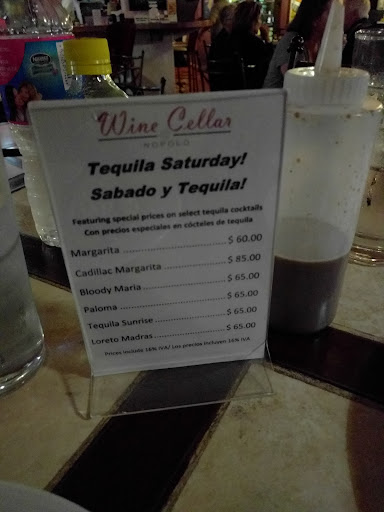 Wine Cellar
NOPOLO
Tequila Saturday!
Sabado y Tequila!
Featuring special prices on select tequila cocktails
Con precios especiales en cócteles de tequila
Margarita ........................ $ 60.00
Cadillac Margarita ........................ $ 85.00
Bloody Maria ........................ $ 65.00
Paloma ........................ $ 65.00
Tequila Sunrise ........................ $ 65.00
Loreto Madras ........................ $ 65.00
Prices include 16% IVA/ Los precios incluyen 16% IVA